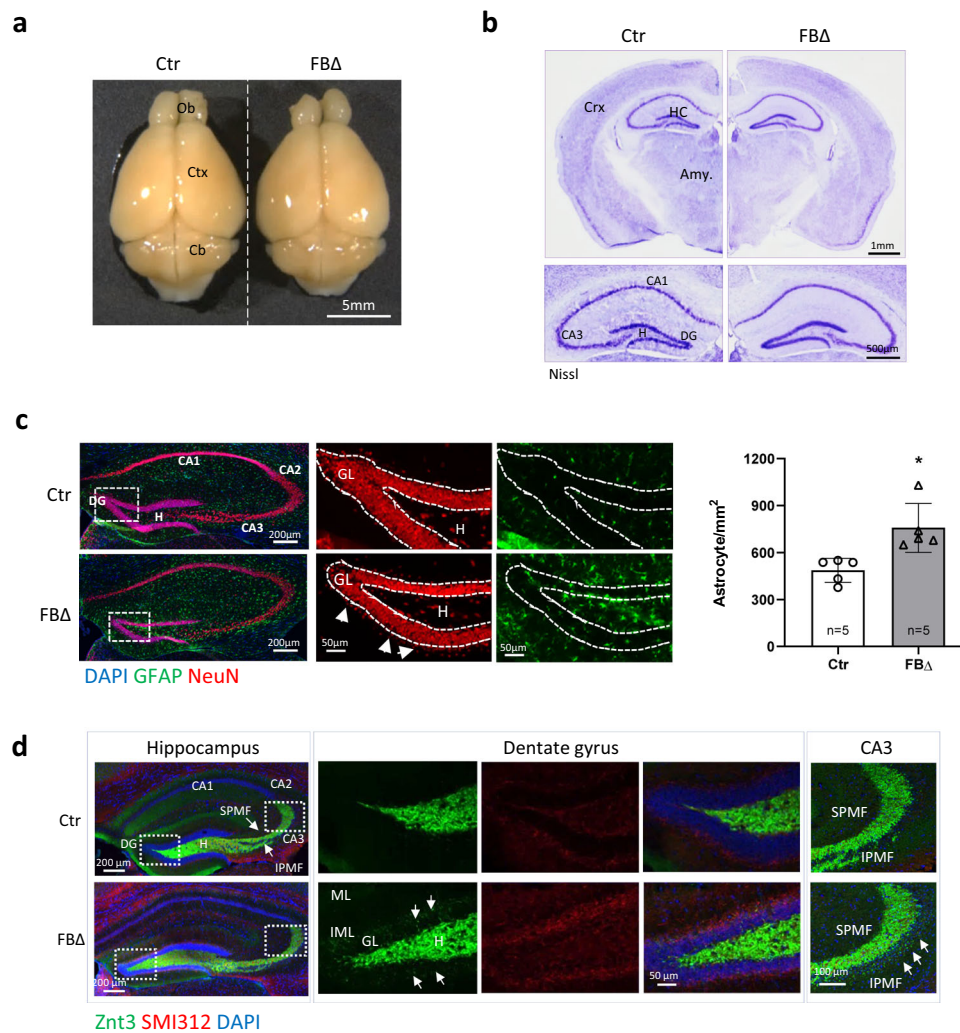 a
Ctr
FBΔ
Ob
Ctx
Cb
5mm
b
Ctr
FBΔ
Crx
HC
Amy.
1mm
CA1
CA3
H
DG
500µm
Nissl
c
Ctr
CA1
CA2
DG
H
CA3
200µm
GL
H
FBΔ
200µm
GL
H
50µm
50µm
DAPI GFAP NeuN
Astrocyte/mm²
1200
900
600
300
0
*
n=5
n=5
Ctr
FBΔ
d
Hippocampus
Dentate gyrus
CA3
Ctr
CA1
CA2
SPMF
DG
H
CA3
IPMF
200 µm
SPMF
IPMF
FBΔ
200 µm
ML
IML
GL
H
50 µm
SPMF
100 µm
IPMF
Znt3 SMI312 DAPI